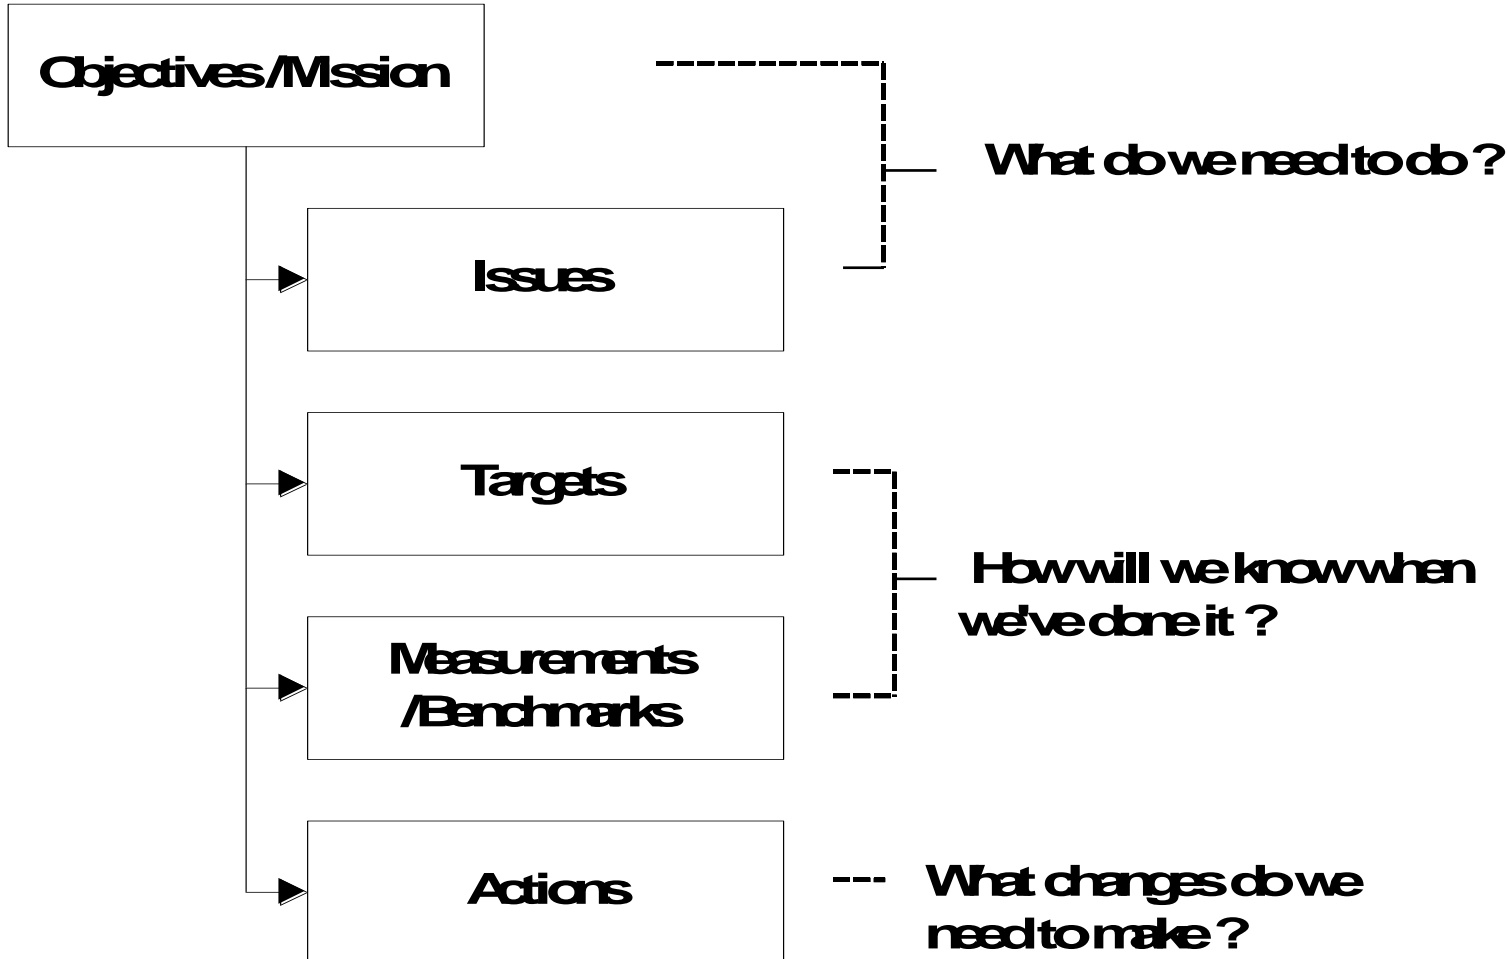 Objectives /Mission
What do we need to do ?
Issues
Targets
How will we know when
we've done it ?
Measurements
/Benchmarks
Actions
What changes do we
need to make ?